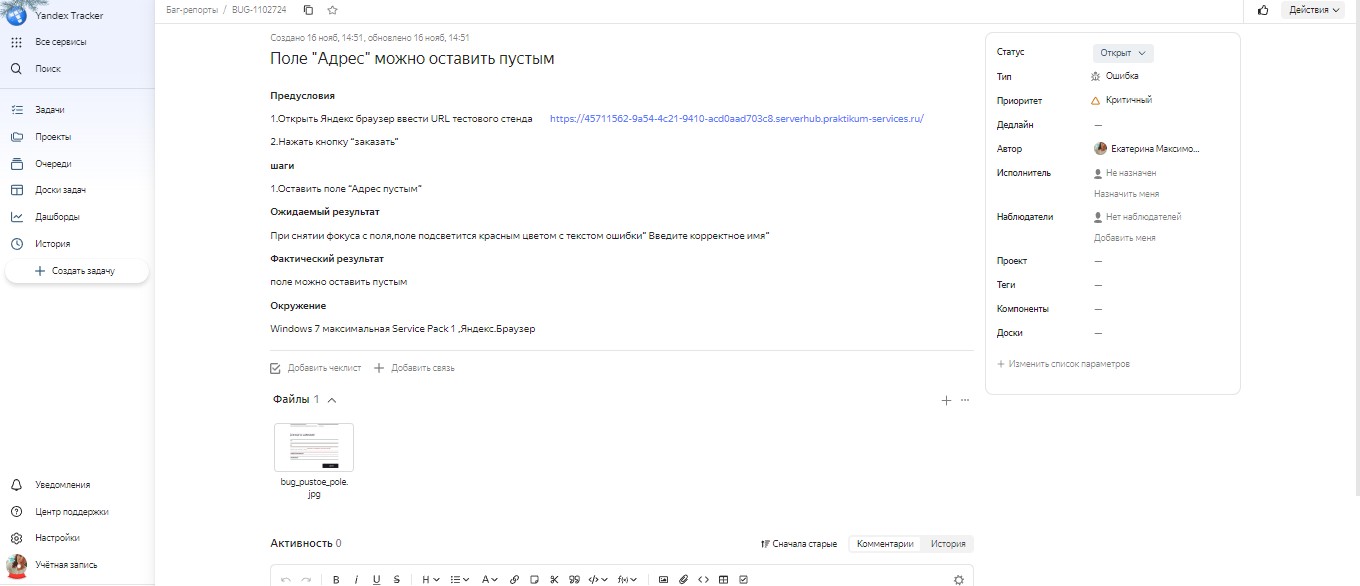 Yandex Tracker
Все сервисы
Поиск
Задачи
Проекты
Очереди
Доски задач
Дашборды
История
Создать задачу
Уведомления
Центр поддержки
Настройки
Учётная запись
Баг-репорты / BUG-1102724
Действия
Создано 16 нояб, 14:51, обновлено 16 нояб, 14:51
Поле "Адрес" можно оставить пустым
Предусловия
1.Открыть Яндекс браузер ввести URL тестового стенда https://45711562-9a54-4c21-9410-acd0aad703c8.serverhub.praktikum-services.ru/
2.Нажать кнопку "заказать"
шаги
1.Оставить поле "Адрес пустым"
Ожидаемый результат
При снятии фокуса с поля,поле подсветится красным цветом с текстом ошибки" Введите корректное имя"
Фактический результат
поле можно оставить пустым
Окружение
Windows 7 максимальная Service Pack 1 ,Яндекс.Браузер
Добавить чеклист Добавить связь
Файлы 1
bug_pustoe_pole.
jpg
Активность 0
Сначала старые Комментарии История
Статус Открыт
Тип Ошибка
Приоритет Критичный
Дедлайн —
Автор Екатерина Максимо...
Исполнитель Не назначен
Назначить меня
Наблюдатели Нет наблюдателей
Добавить меня
Проект —
Теги —
Компоненты —
Доски —
+ Изменить список параметров